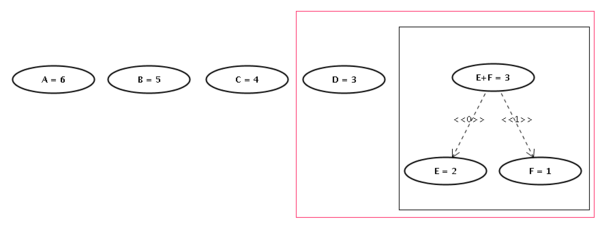 E+F = 3
A = 6
B = 5
C = 4
D = 3
<<0>>
<<1>>
E = 2
F = 1